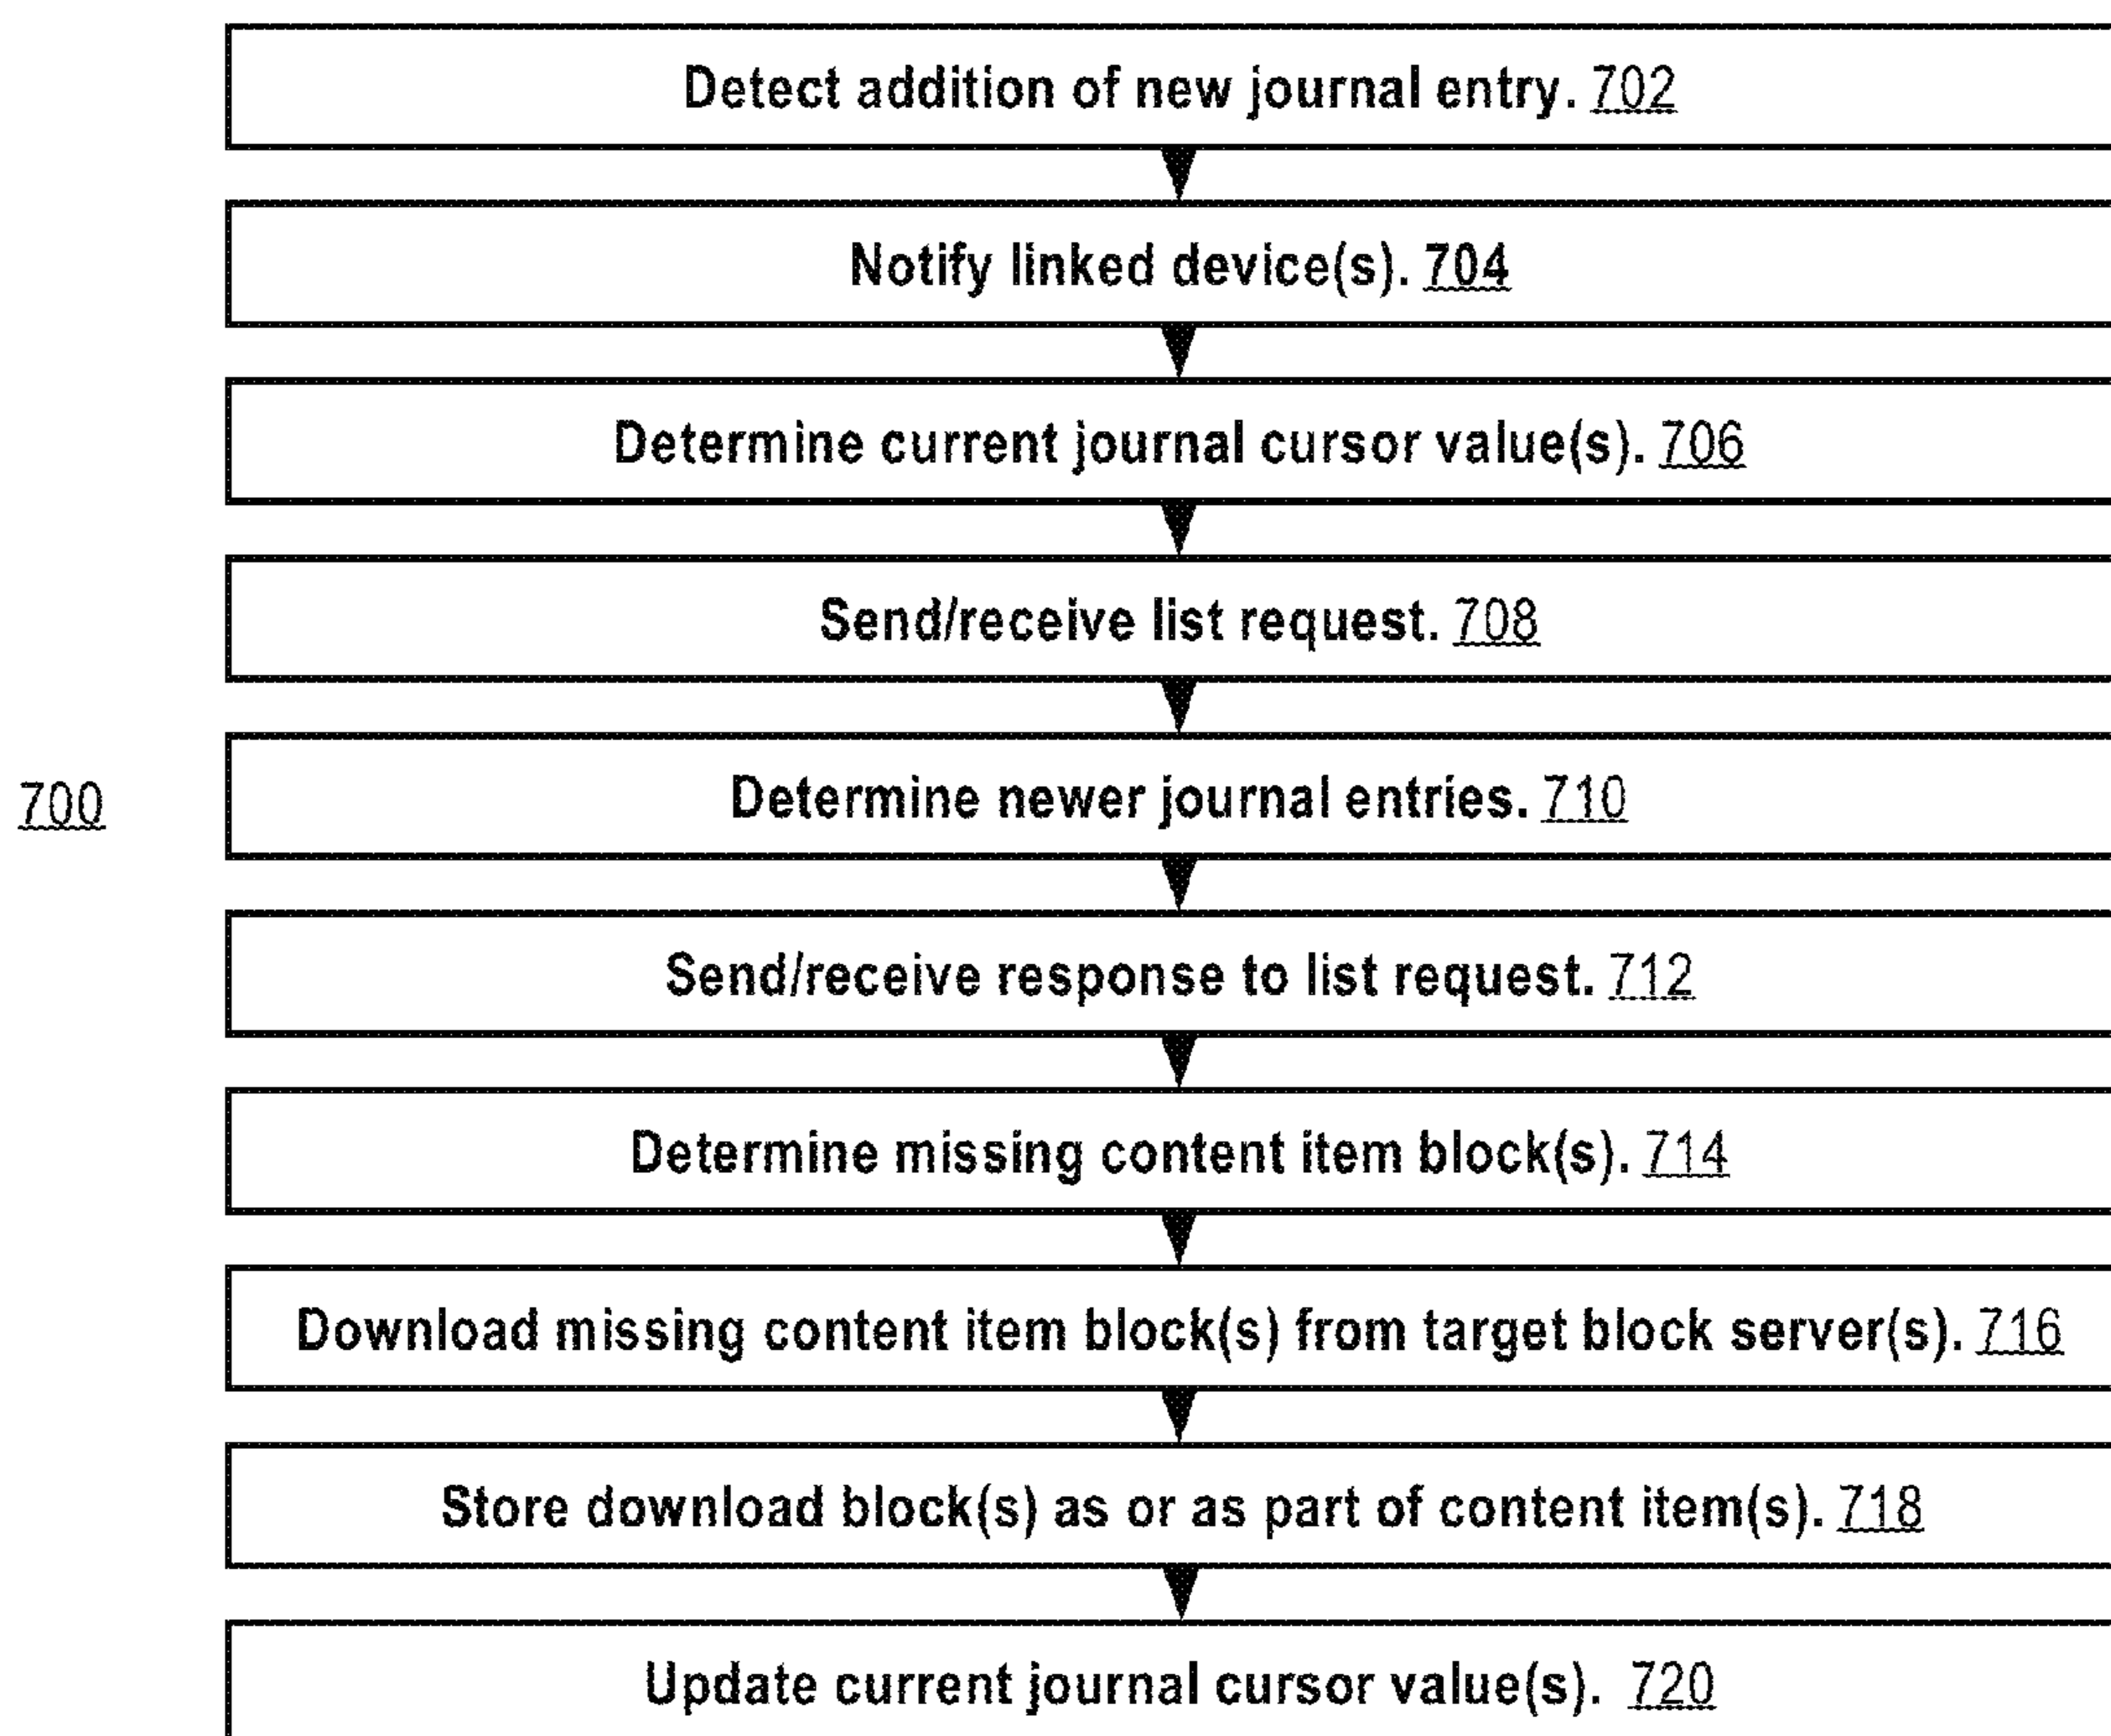 Detect addition of new journal entry. 702
Notify linked device(s). 704
Determine current journal cursor value(s). 706
Send/receive list request. 708
700
Determine newer journal entries. 710
Send/receive response to list request. 712
Determine missing content item block(s). 714
Download missing content item block(s) from target block server(s). 716
Store download block(s) as or as part of content item(s). 718
Update current journal cursor value(s). 720